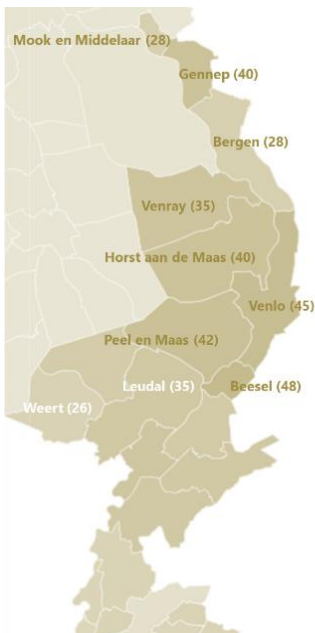 Mook en Middelaar (28)
Gennep (40)
Bergen (28)
Venray (35)
Horst aan de Maas (40)
Venlo (45)
Peel en Maas (42)
Leudal (35)
Beesel (48)
Weert (26)